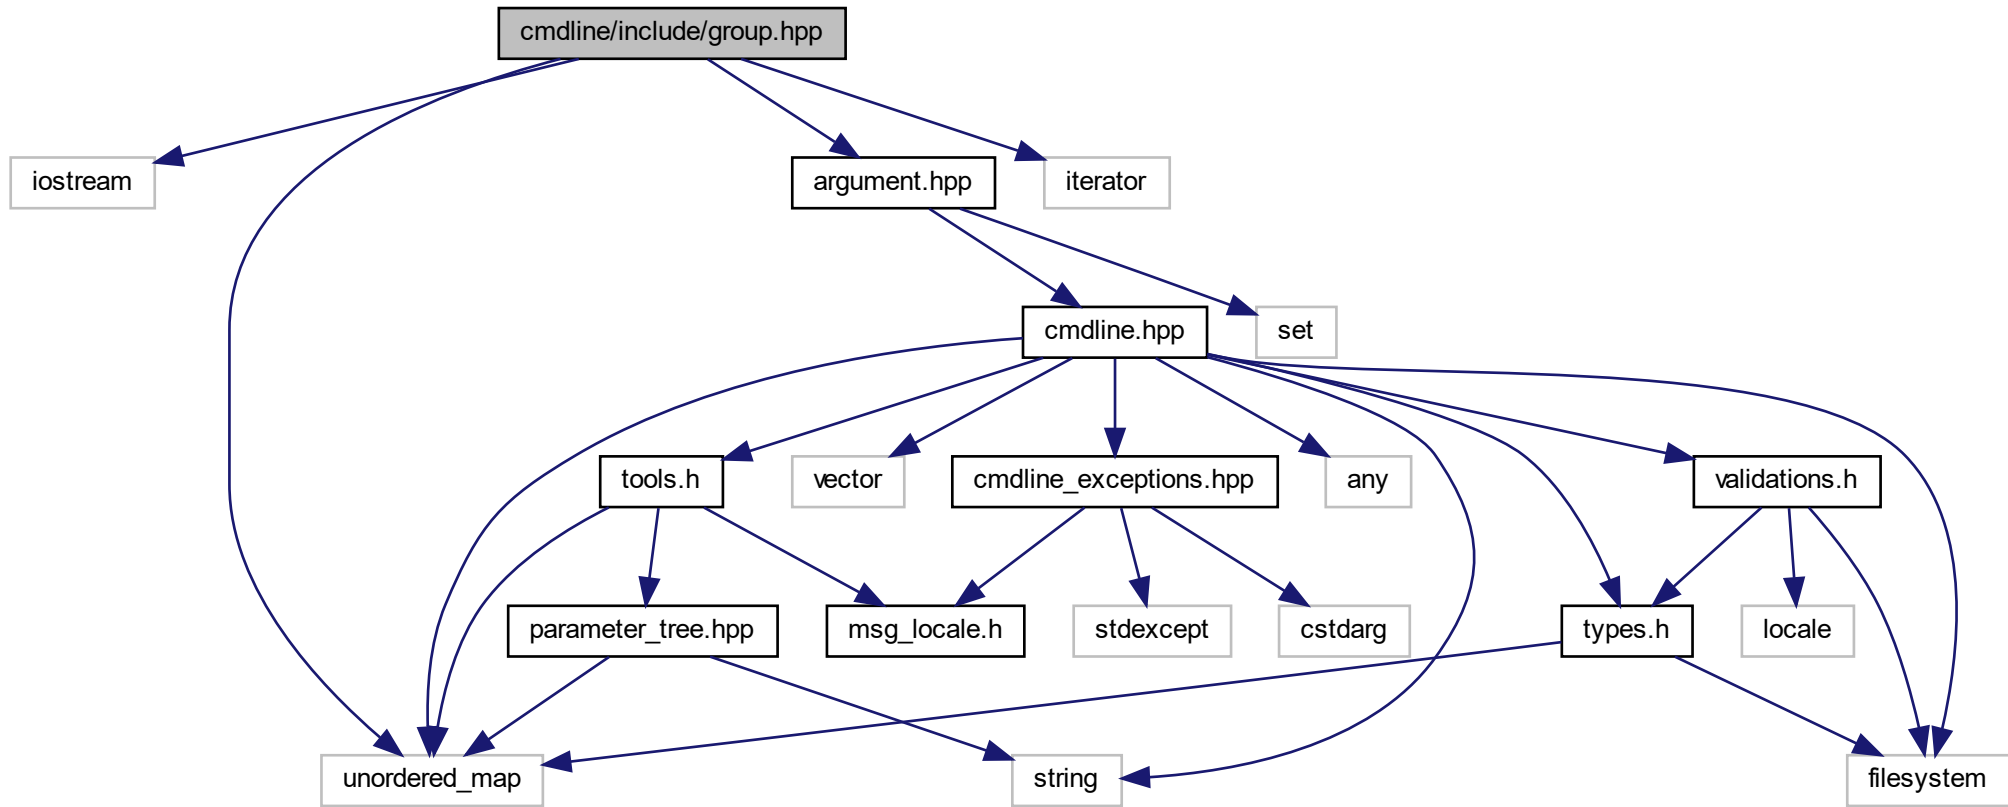 cmdline/include/group.hpp
iostream
argument.hpp
iterator
cmdline.hpp
set
tools.h
vector
cmdline_exceptions.hpp
any
validations.h
parameter_tree.hpp
msg_locale.h
stdexcept
cstdarg
types.h
locale
unordered_map
string
filesystem